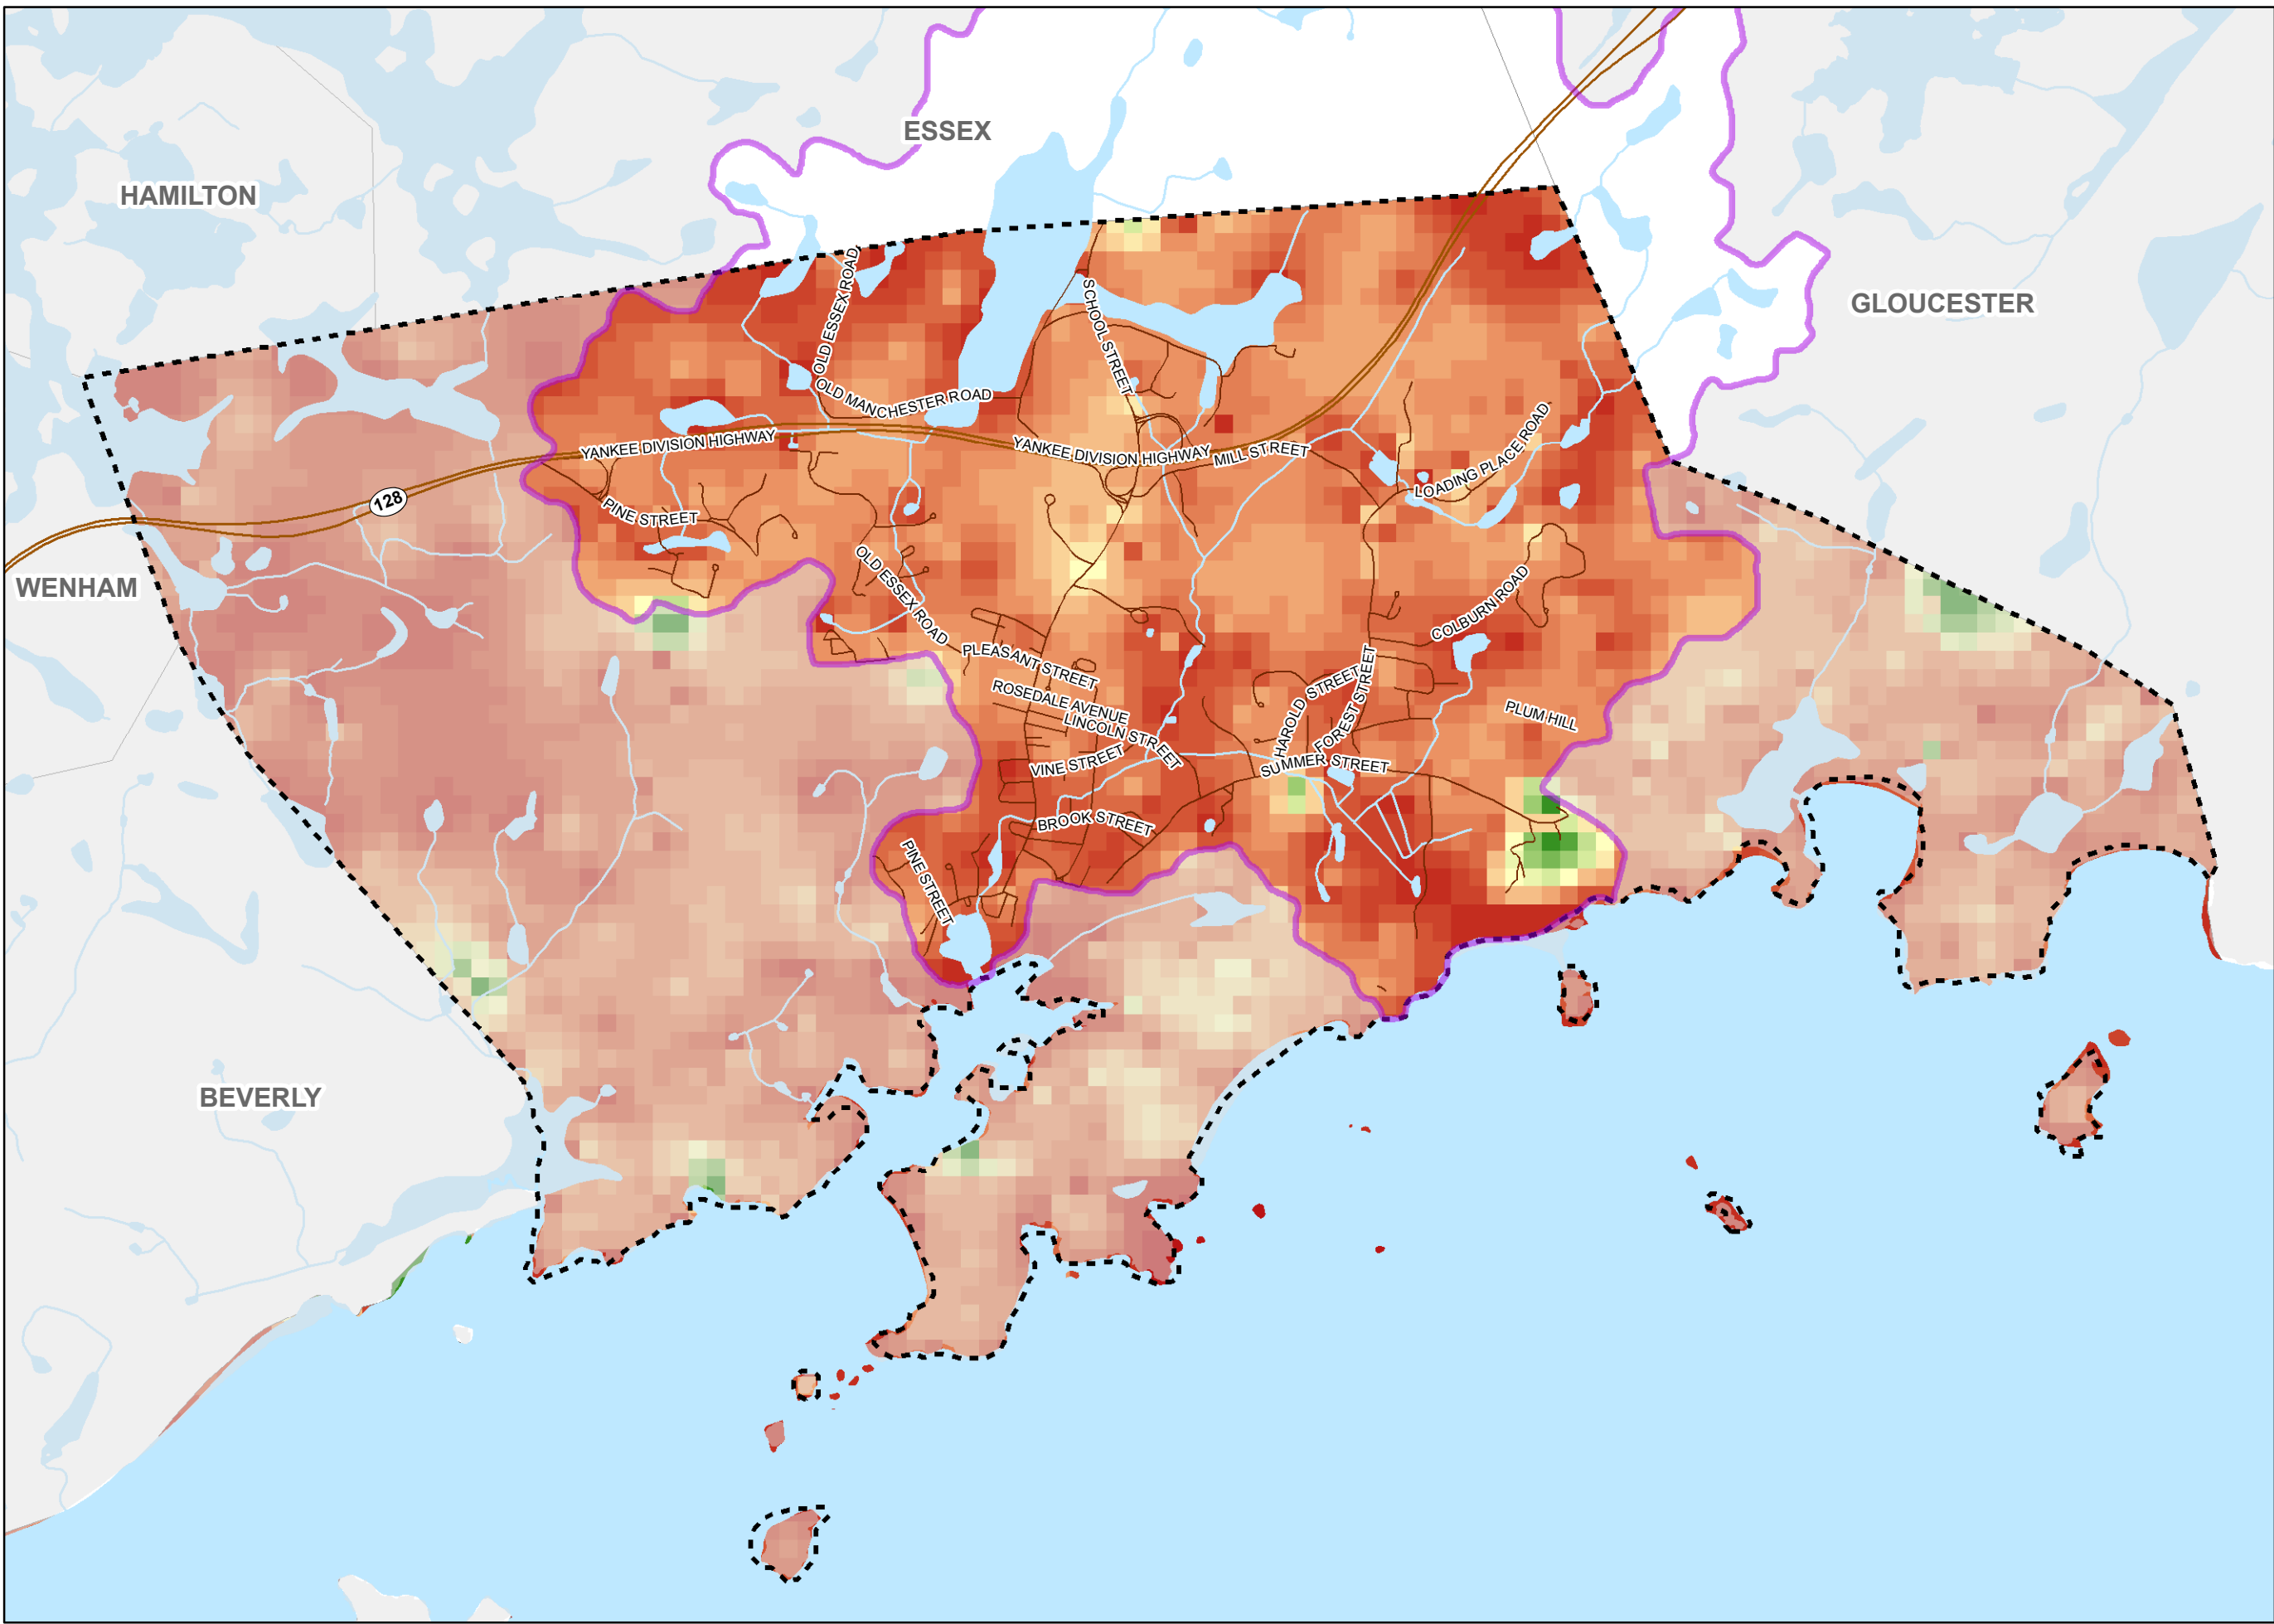 ESSEX
HAMILTON
GLOUCESTER
OLD ESSEX ROAD
SCHOOL STREET
OLD MANCHESTER ROAD
YANKEE DIVISION HIGHWAY
YANKEE DIVISION HIGHWAY
MILL STREET
LOADING PLACE ROAD
128
PINE STREET
WENHAM
OLD ESSEX ROAD
COLBURN ROAD
PLEASANT STREET
ROSEDALE AVENUE
LINCOLN STREET
HAROLD STREET
FOREST STREET
PLUM HILL
VINE STREET
SUMMER STREET
BROOK STREET
PINE STREET
BEVERLY